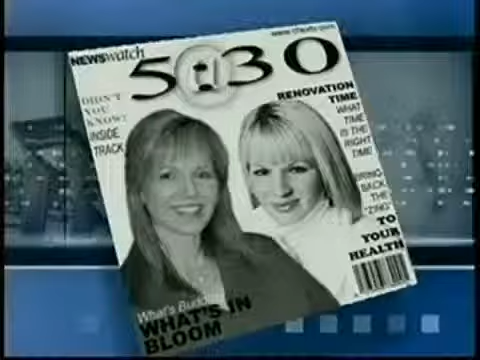 NEWSwatch
5:30
DIDN'T
YOU
KNOW?
INSIDE
TRACK
RENOVATION
TIME
WHAT
TIME
IS THE
RIGHT
TIME
BRING
BACK
THE
"ZING"
TO
YOUR
HEALTH
What's
WHAT'S IN
BLOOM